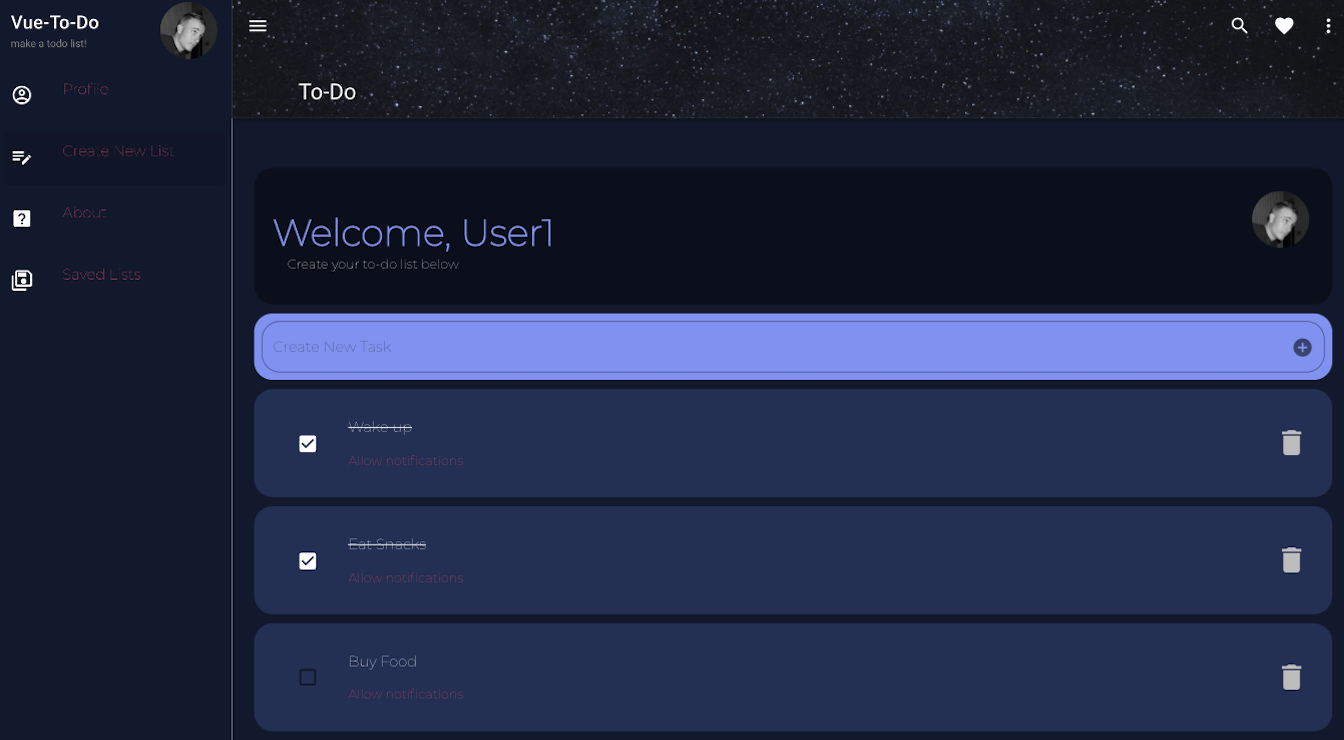 Vue-To-Do
make a todo list!
Profile
Create New List
About
Saved Lists
To-Do
Welcome, User1
Create your to-do list below
Create New Task
Wake up
Allow notifications
Eat Snacks
Allow notifications
Buy Food
Allow notifications